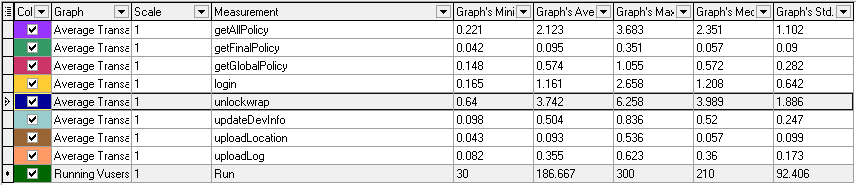 Col Graph Scale Measurement Graph's Mini Graph's Ave Graph's Max Graph's Med Graph's Std.
Average Transa 1 getAllPolicy 0.221 2.123 3.683 2.351 1.102
Average Transa 1 getFinalPolicy 0.042 0.095 0.351 0.057 0.09
Average Transa 1 getGlobalPolicy 0.148 0.574 1.055 0.572 0.282
Average Transa 1 login 0.165 1.161 2.658 1.208 0.642
Average Transa 1 unlockwrap 0.64 3.742 6.258 3.989 1.886
Average Transa 1 updateDevInfo 0.098 0.504 0.836 0.52 0.247
Average Transa 1 uploadLocation 0.043 0.093 0.536 0.057 0.099
Average Transa 1 uploadLog 0.082 0.355 0.623 0.36 0.173
Running Vusers 1 Run 30 186.667 300 210 92.406